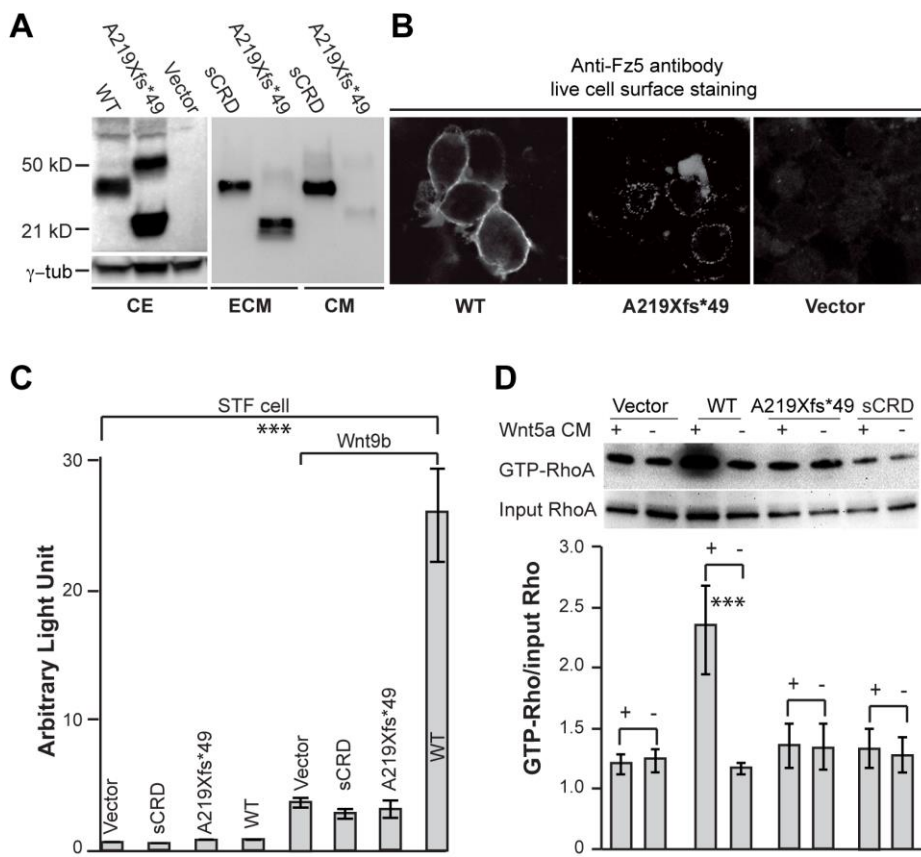 A
WT
A219Xfs*49
Vector
sCRD
A219Xfs*49
sCRD
A219Xfs*49
50 kD
21 kD
γ–tub
CE
ECM
CM
B
Anti-Fz5 antibody
live cell surface staining
WT
A219Xfs*49
Vector
C
STF cell
***
Wnt9b
Arbitrary Light Unit
30
20
10
0
Vector
sCRD
A219Xfs*49
WT
Vector
sCRD
A219Xfs*49
WT
D
Vector WT A219Xfs*49 sCRD
Wnt5a CM + - + - + - + -
GTP-RhoA
Input RhoA
GTP-Rho/input Rho
3.0
2.5
2.0
1.5
1.0
0
+ -
+ -
***
+ -
+ -